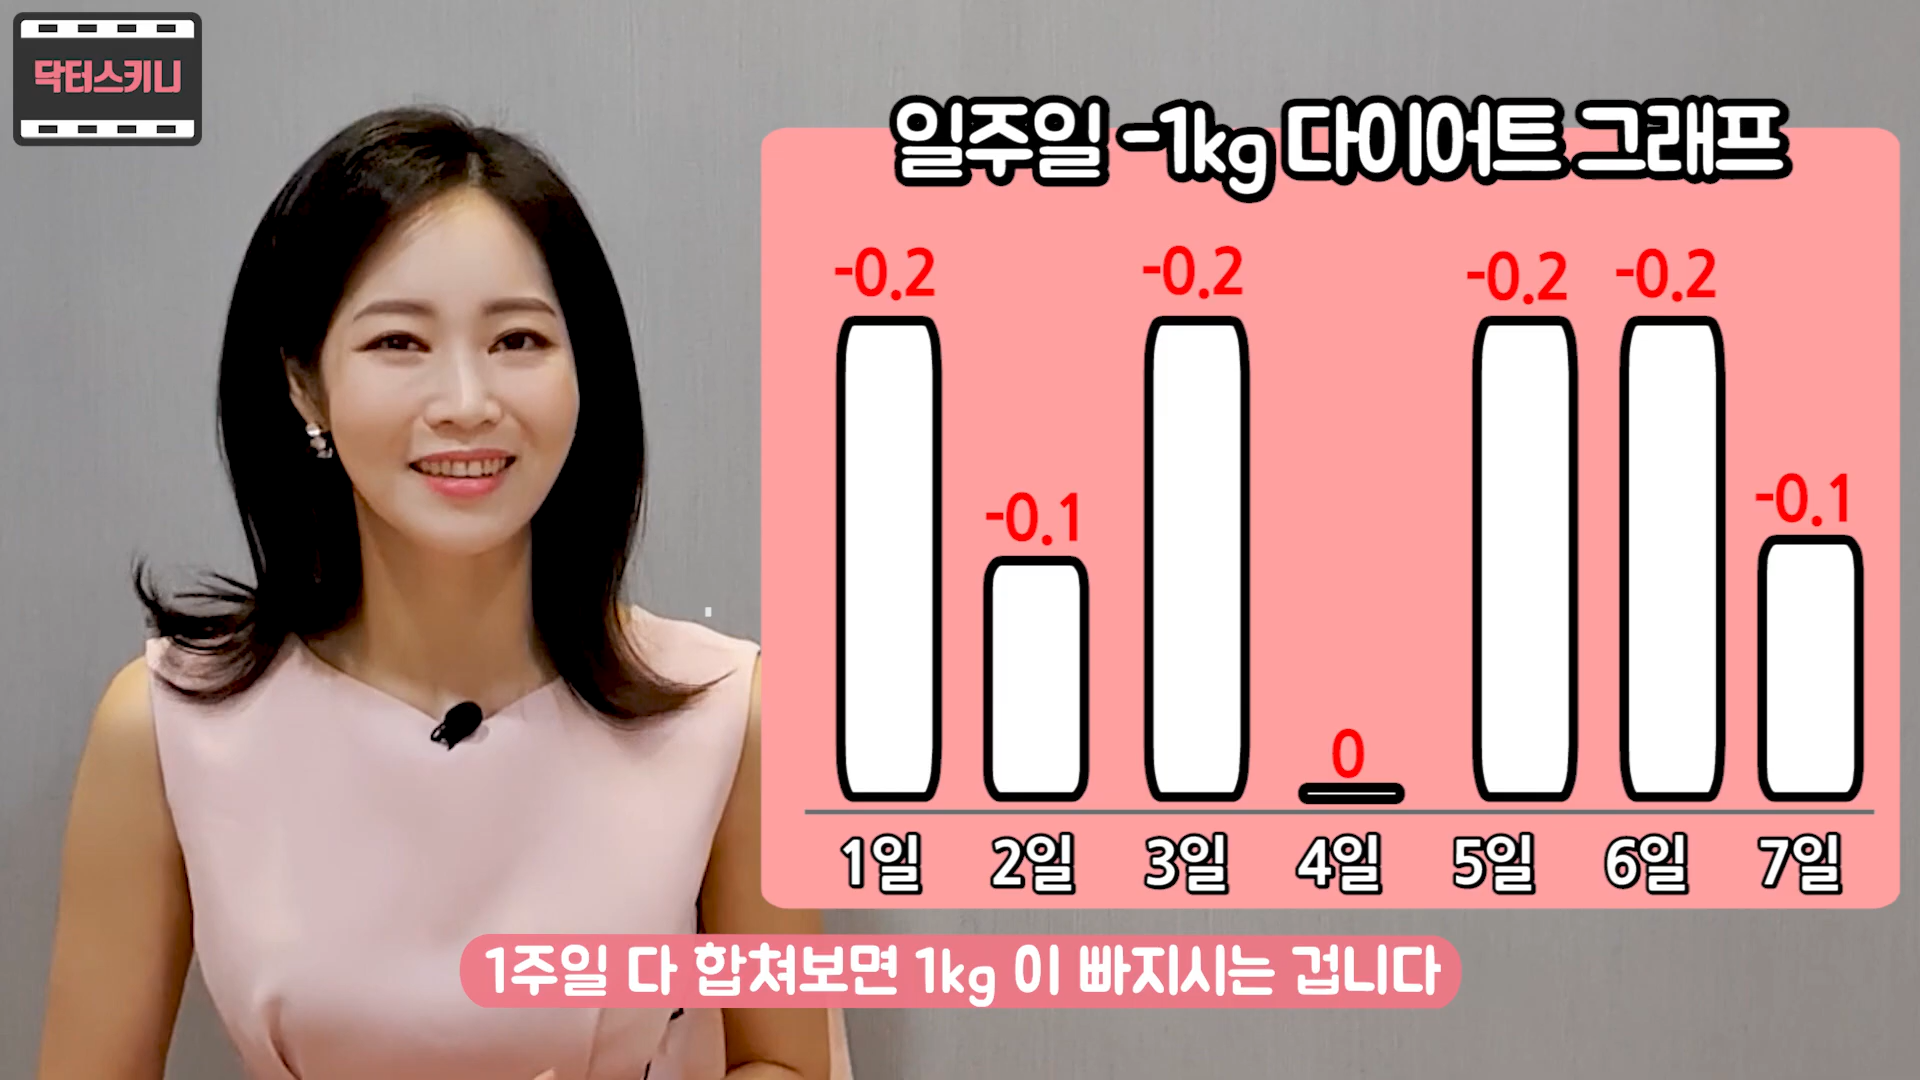 닥터스키니
일주일 -1kg 다이어트 그래프
-0.2
-0.1
-0.2
0
-0.2
-0.2
-0.1
1일
2일
3일
4일
5일
6일
7일
1주일 다 합쳐보면 1kg 이 빠지시는 겁니다